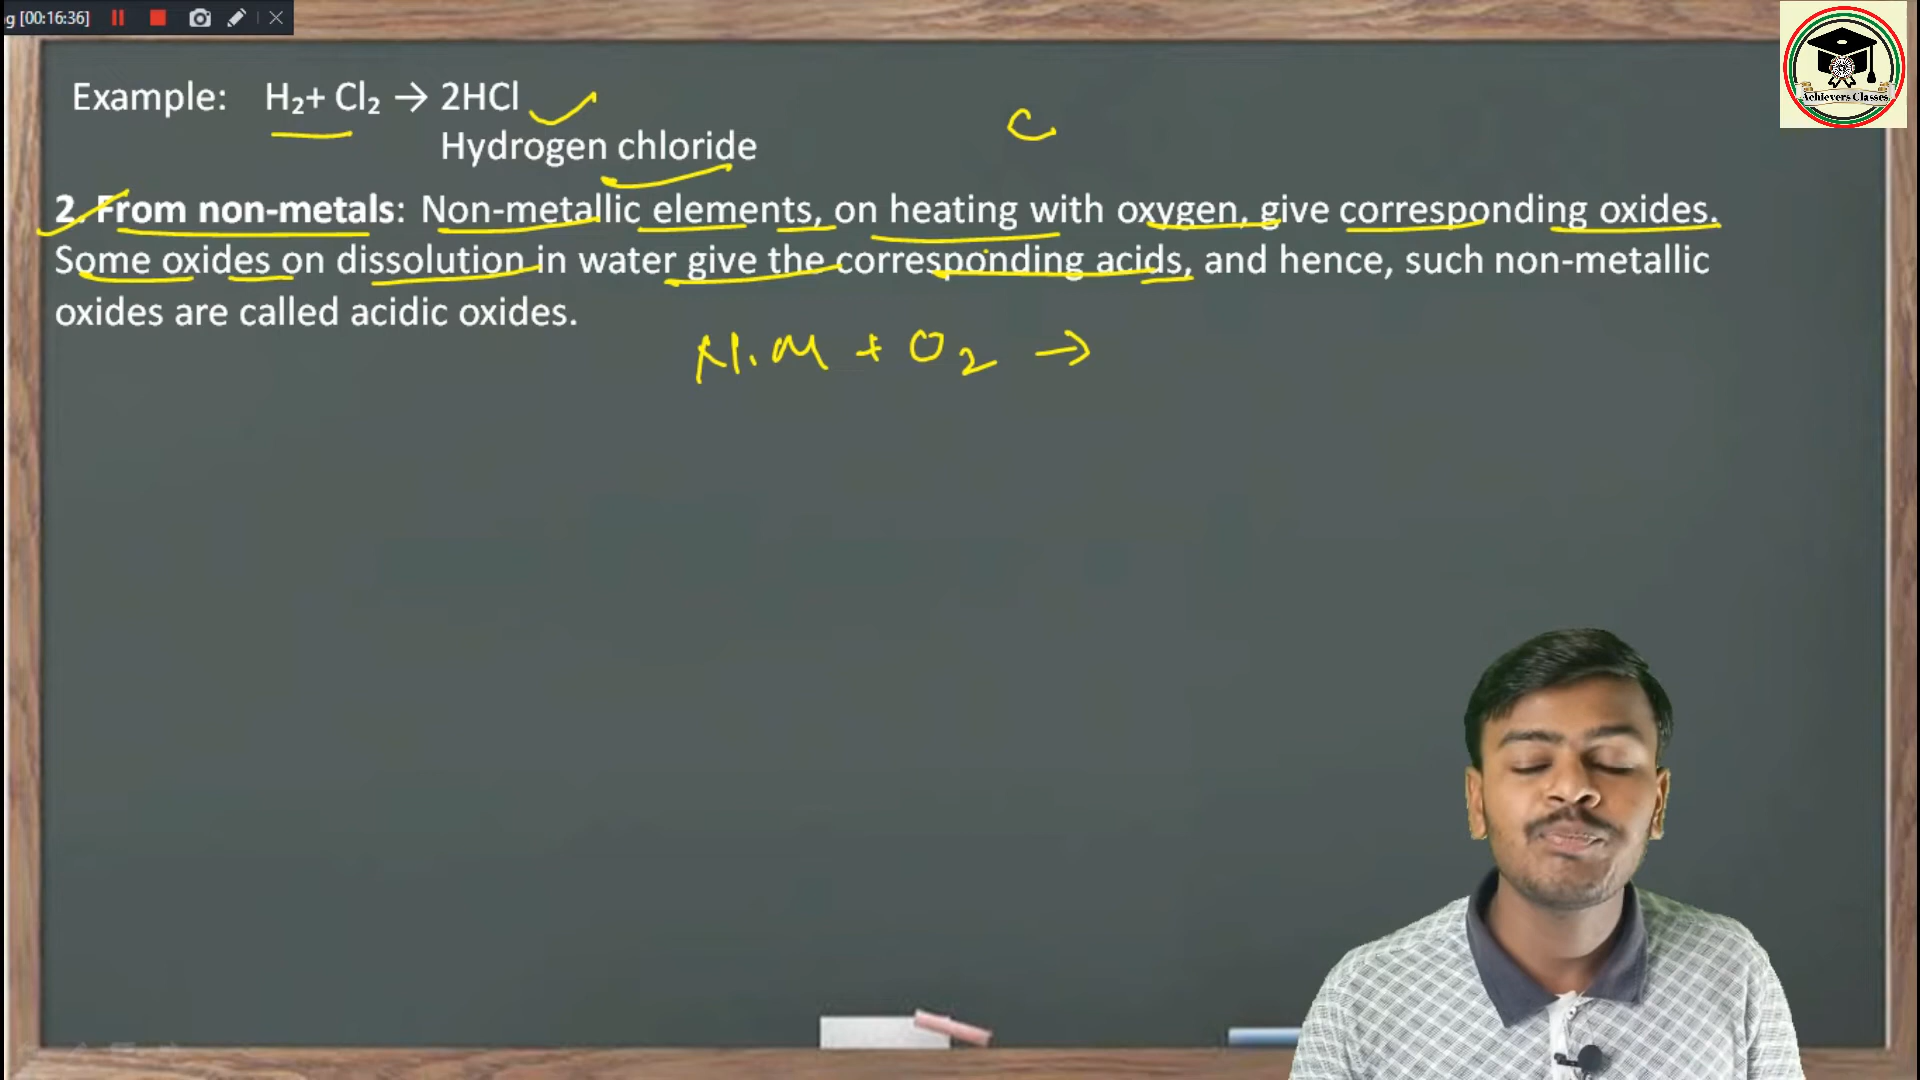 g [00:16:36]
Achievers Classes
Example: H₂+ Cl₂ → 2HCl
Hydrogen chloride
C
2. From non-metals: Non-metallic elements, on heating with oxygen, give corresponding oxides.
Some oxides on dissolution in water give the corresponding acids, and hence, such non-metallic
oxides are called acidic oxides.
N.M + O₂ →